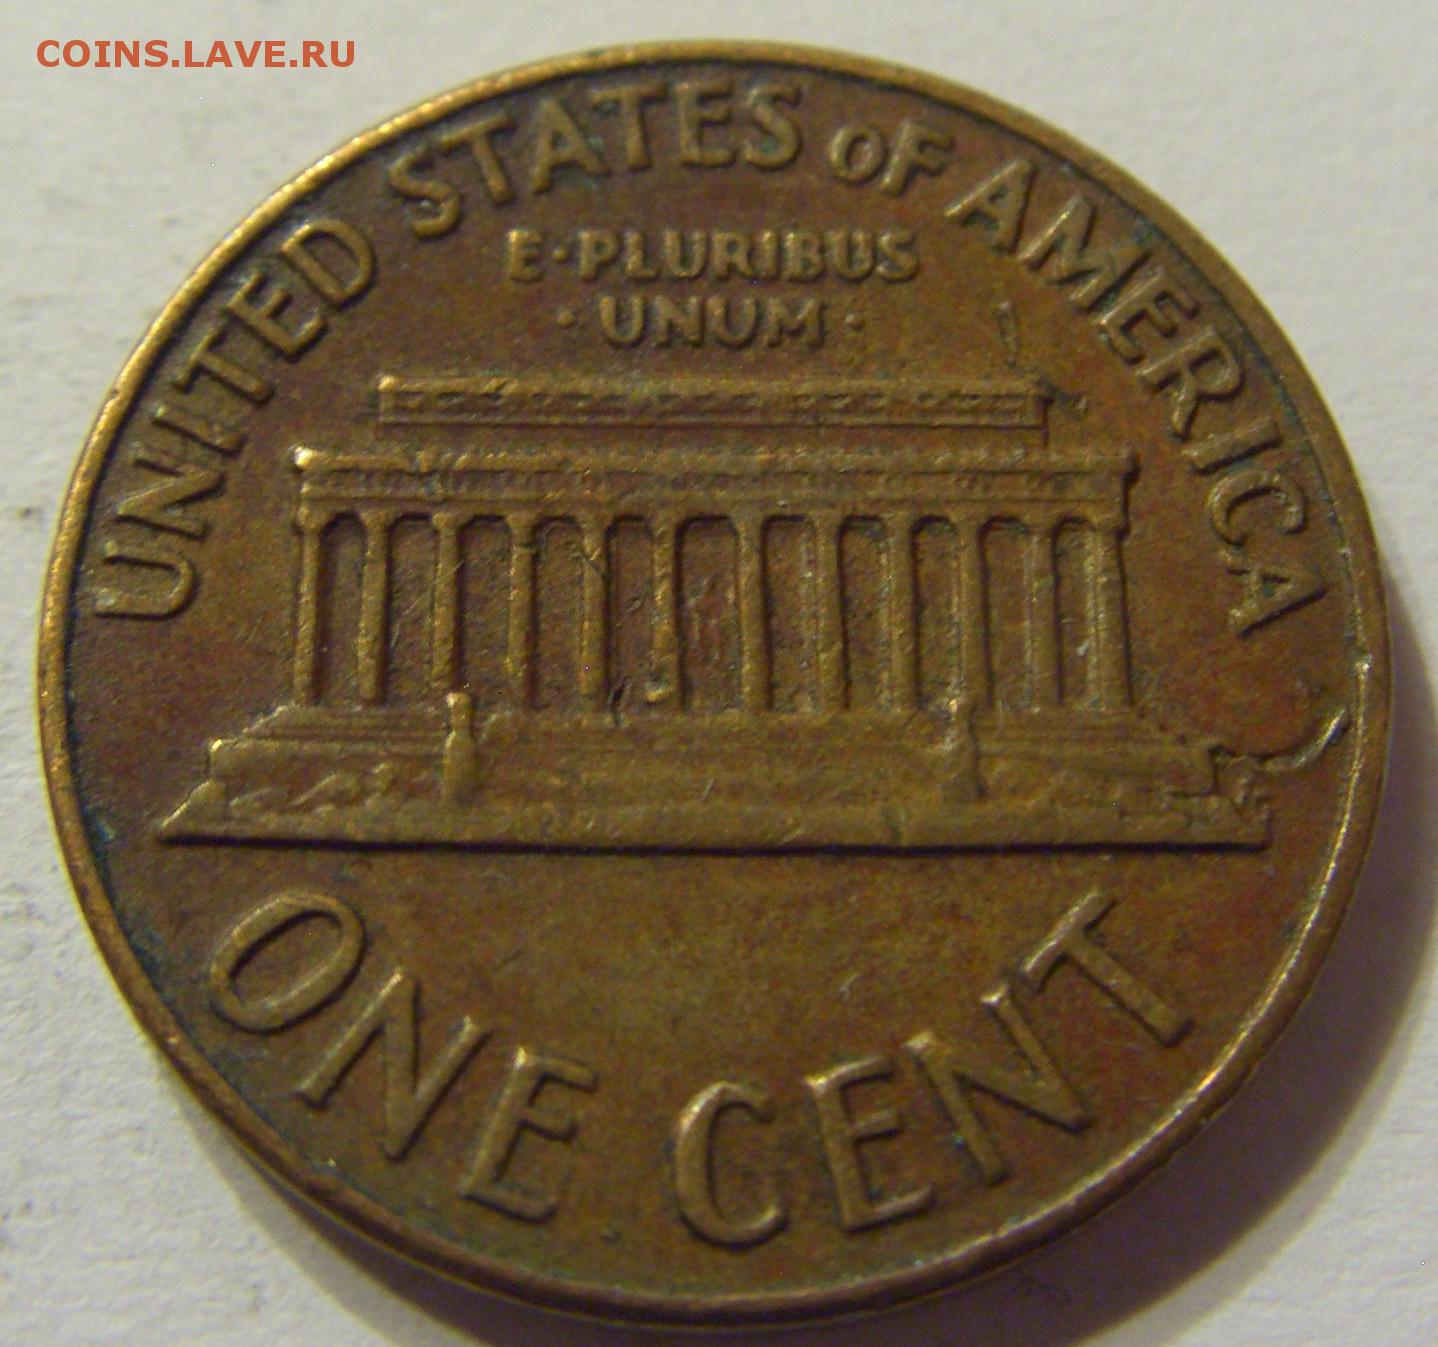 COINS.LAVE.RU
UNITED STATES OF AMERICA
E·PLURIBUS
·UNUM·
ONE CENT